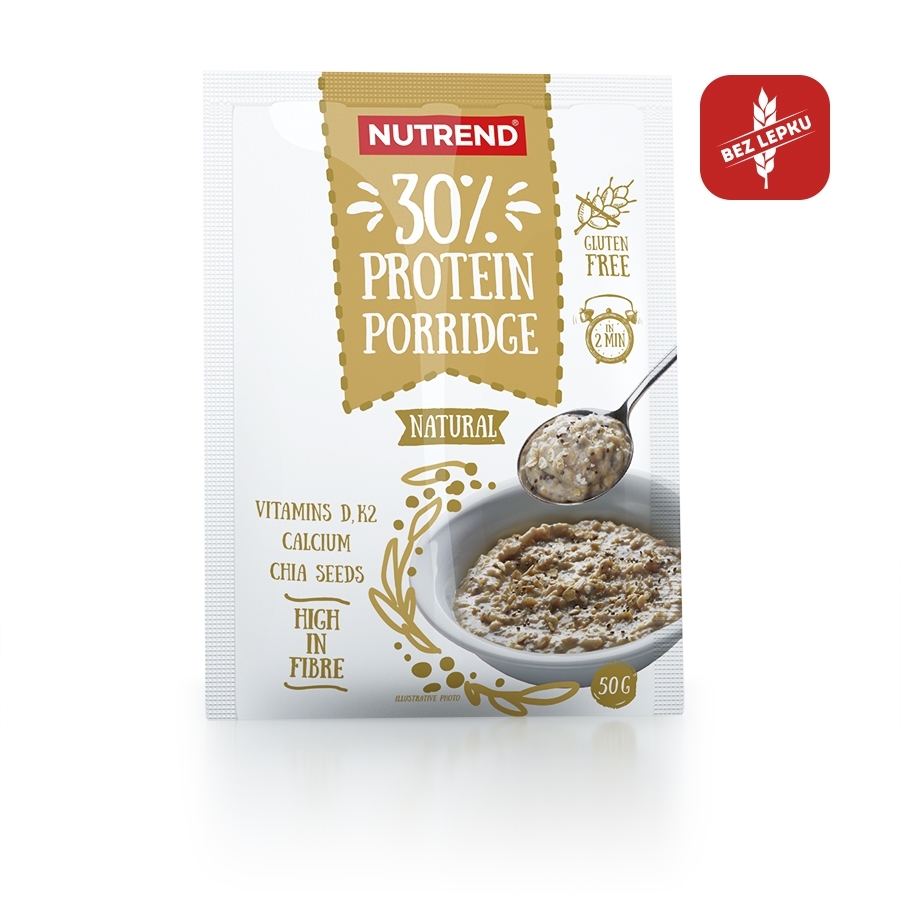 NUTREND®
30%
PROTEIN
PORRIDGE
GLUTEN
FREE
IN
2 MIN
BEZ LEPKU
NATURAL
VITAMINS D, K2
CALCIUM
CHIA SEEDS
HIGH
IN
FIBRE
ILLUSTRATIVE PHOTO
50G